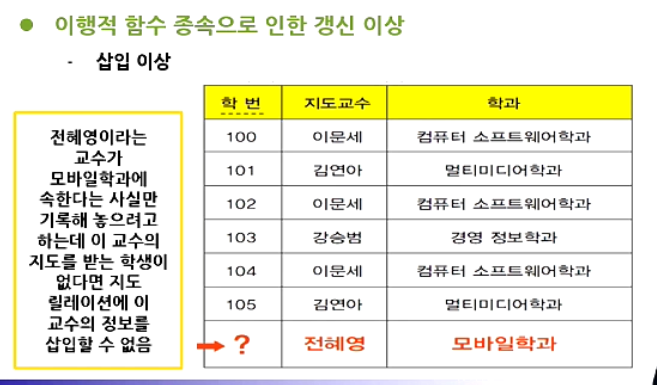 ● 이행적 함수 종속으로 인한 갱신 이상
- 삽입 이상
전혜영이라는
교수가
모바일학과에
속한다는 사실만
기록해 놓으려고
하는데 이 교수의
지도를 받는 학생이
없다면 지도
릴레이션에 이
교수의 정보를
삽입할 수 없음
학 번 지도교수 학과
100 이문세 컴퓨터 소프트웨어학과
101 김연아 멀티미디어학과
102 이문세 컴퓨터 소프트웨어학과
103 강승범 경영 정보학과
104 이문세 컴퓨터 소프트웨어학과
105 김연아 멀티미디어학과
? 전혜영 모바일학과